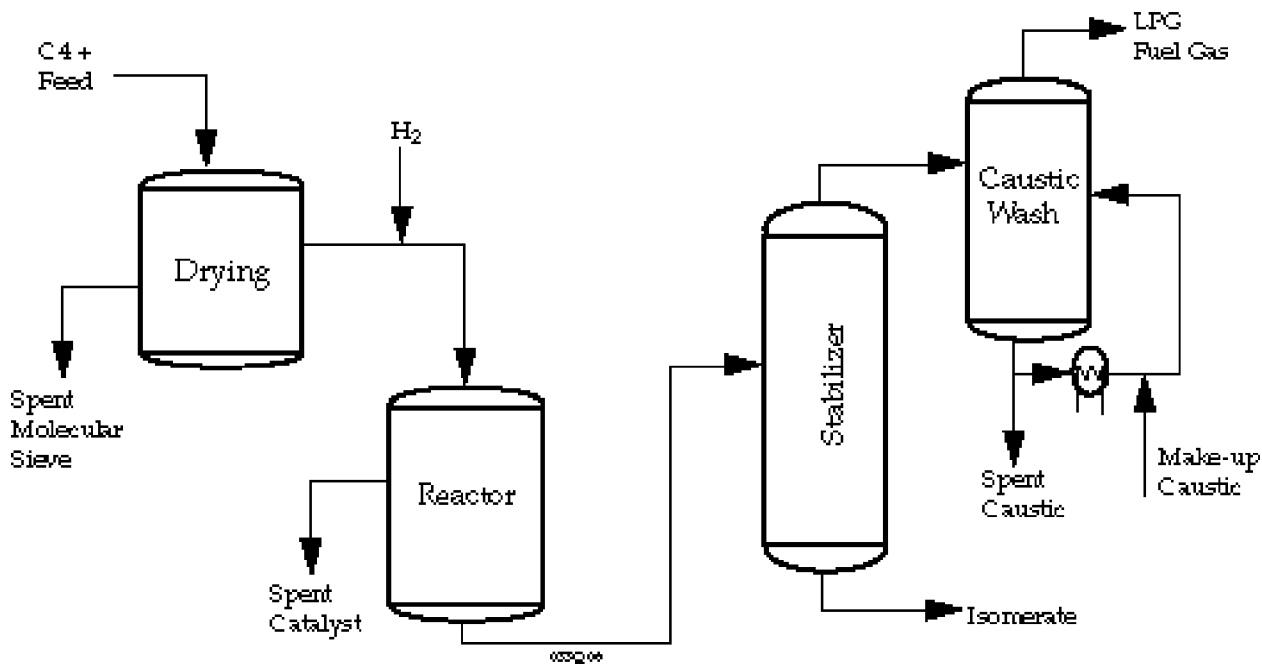 C4 +
Feed
H2
Drying
Spent
Molecular
Sieve
Reactor
Spent
Catalyst
Stabilizer
Isomerate
Caustic
Wash
LPG
Fuel Gas
Spent
Caustic
Make-up
Caustic